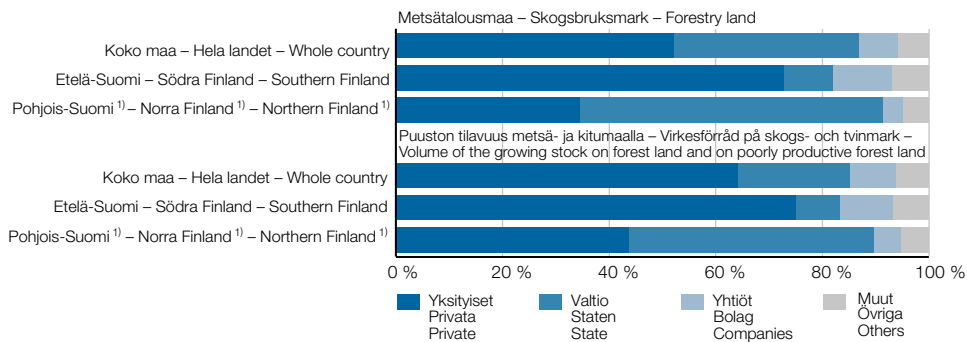 Metsätalousmaa – Skogsbruksmark – Forestry land
Koko maa – Hela landet – Whole country
Etelä-Suomi – Södra Finland – Southern Finland
Pohjois-Suomi 1) – Norra Finland 1) – Northern Finland 1)
Puuston tilavuus metsä- ja kitumaalla – Virkesförråd på skogs- och tvinmark –
Volume of the growing stock on forest land and on poorly productive forest land
Koko maa – Hela landet – Whole country
Etelä-Suomi – Södra Finland – Southern Finland
Pohjois-Suomi 1) – Norra Finland 1) – Northern Finland 1)
0 % 20 % 40 % 60 % 80 % 100 %
Yksityiset
Privata
Private
Valtio
Staten
State
Yhtiöt
Bolag
Companies
Muut
Övriga
Others